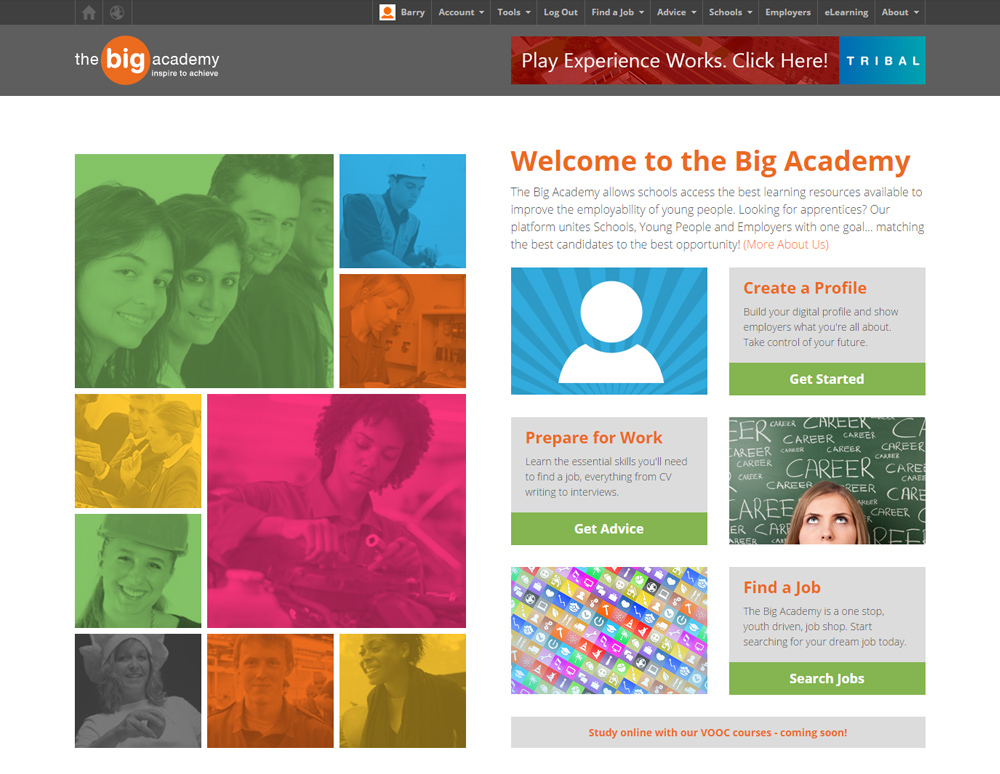 Barry Account Tools Log Out Find a Job Advice Schools Employers eLearning About
the big academy
inspire to achieve
Play Experience Works. Click Here! TRIBAL
Welcome to the Big Academy
The Big Academy allows schools access the best learning resources available to
improve the employability of young people. Looking for apprentices? Our
platform unites Schools, Young People and Employers with one goal... matching
the best candidates to the best opportunity! (More About Us)
Create a Profile
Build your digital profile and show
employers what you're all about.
Take control of your future.
Get Started
Prepare for Work
Learn the essential skills you'll need
to find a job, everything from CV
writing to interviews.
Get Advice
CAREER CAREER
CAREER CAREER
CAREER
CAREER
CAREER
Find a Job
The Big Academy is a one stop,
youth driven, job shop. Start
searching for your dream job today.
Search Jobs
Study online with our VOOC courses - coming soon!